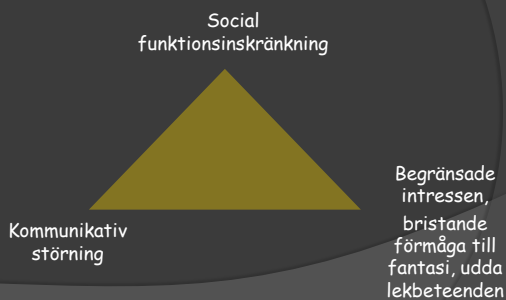 Social
funktionsinskränkning
Kommunikativ
störning
Begränsade
intressen,
bristande
förmåga till
fantasi, udda
lekbeteenden